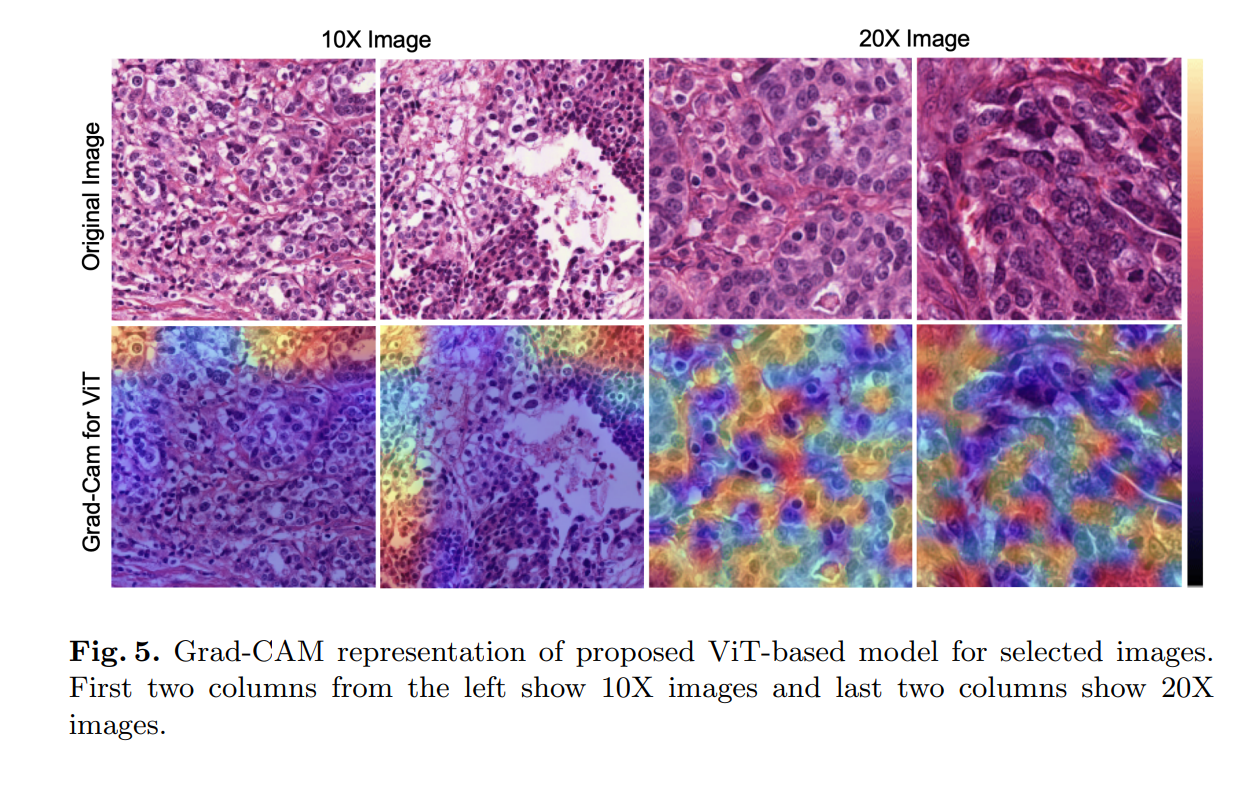 10X Image
20X Image
Original Image
Grad-Cam for ViT
Fig. 5. Grad-CAM representation of proposed ViT-based model for selected images.
First two columns from the left show 10X images and last two columns show 20X
images.